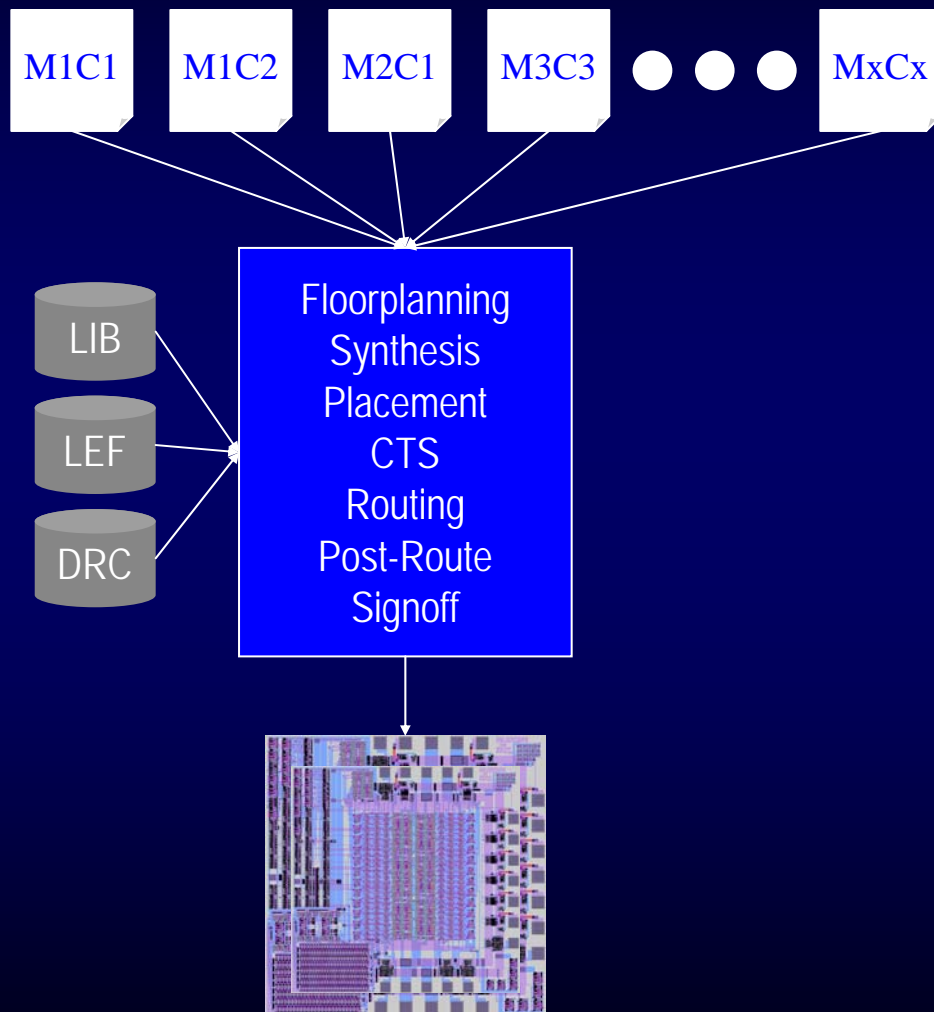 M1C1
M1C2
M2C1
M3C3
MxCx
LIB
LEF
DRC
Floorplanning
Synthesis
Placement
CTS
Routing
Post-Route
Signoff